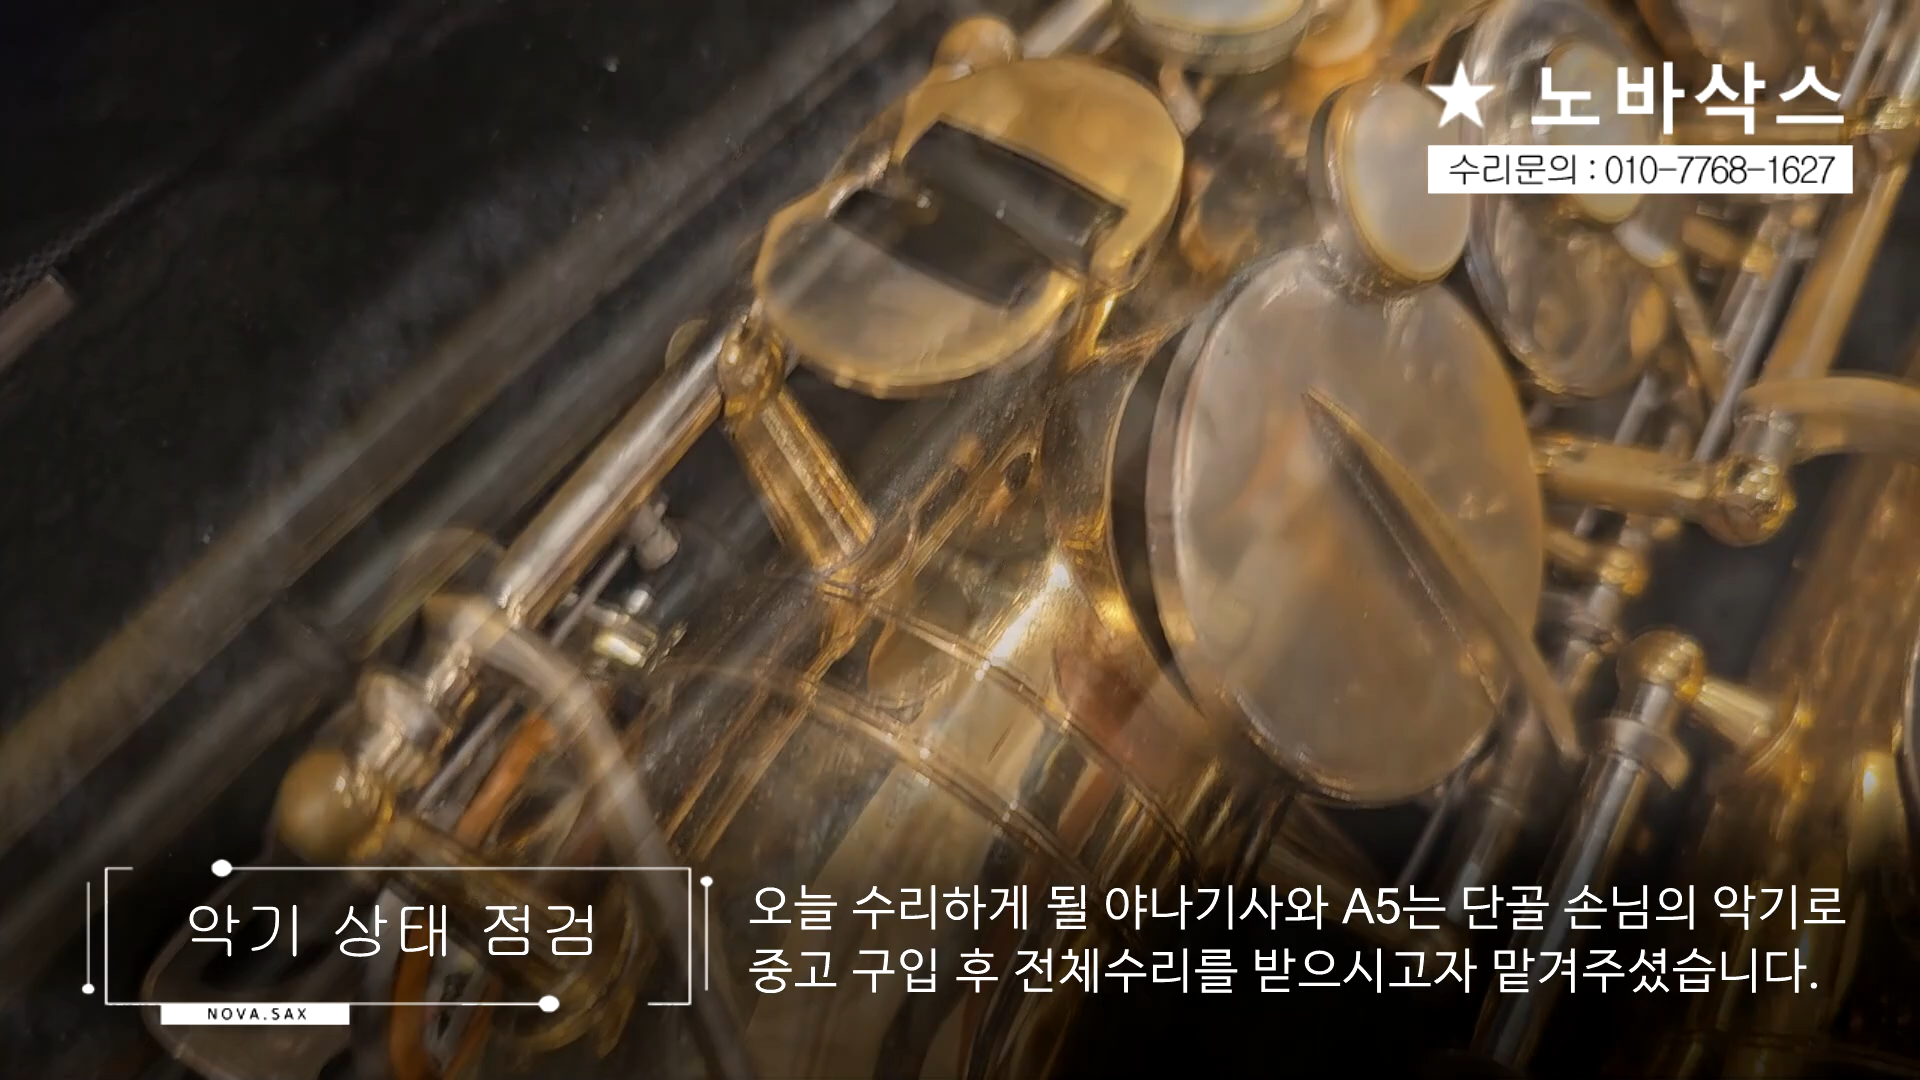 ★ 노바삭스
수리문의 : 010-7768-1627
악기 상태 점검
NOVA.SAX
오늘 수리하게 될 야나기사와 A5는 단골 손님의 악기로
중고 구입 후 전체수리를 받으시고자 맡겨주셨습니다.